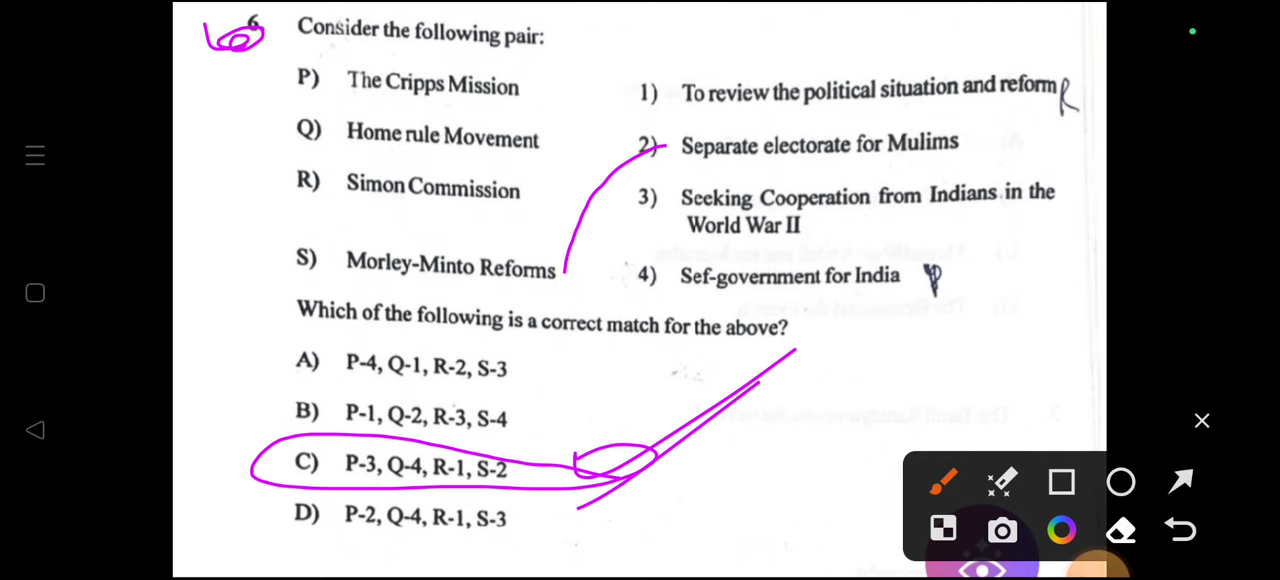 6 Consider the following pair:
P) The Cripps Mission 1) To review the political situation and reform R
Q) Home rule Movement 2) Separate electorate for Mulims
R) Simon Commission 3) Seeking Cooperation from Indians in the
World War II
S) Morley-Minto Reforms 4) Sef-government for India
Which of the following is a correct match for the above?
A) P-4, Q-1, R-2, S-3
B) P-1, Q-2, R-3, S-4
C) P-3, Q-4, R-1, S-2
D) P-2, Q-4, R-1, S-3